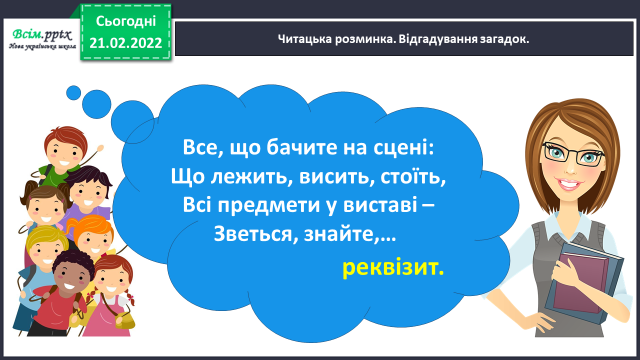 Всім.pptx
Нова українська школа
Сьогодні
21.02.2022
Читацька розминка. Відгадування загадок.
Все, що бачите на сцені:
Що лежить, висить, стоїть,
Всі предмети у виставі –
Зветься, знайте,...
реквізит.